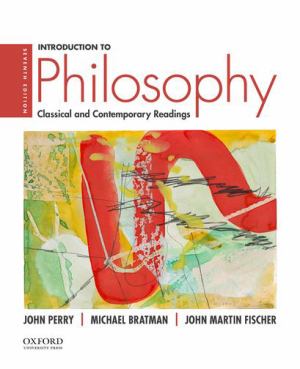 SEVENTH EDITION
INTRODUCTION TO
Philosophy
Classical and Contemporary Readings
JOHN PERRY | MICHAEL BRATMAN | JOHN MARTIN FISCHER
OXFORD
UNIVERSITY PRESS